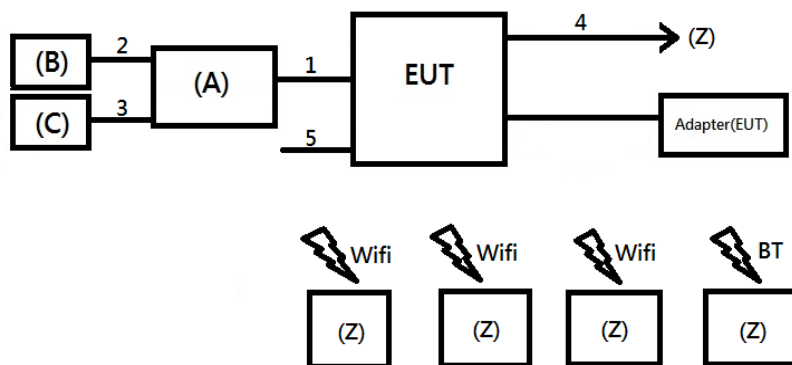 4
(Z)
(B)
2
(A)
1
EUT
(C)
3
5
Adapter(EUT)
Wifi
Wifi
Wifi
BT
(Z)
(Z)
(Z)
(Z)